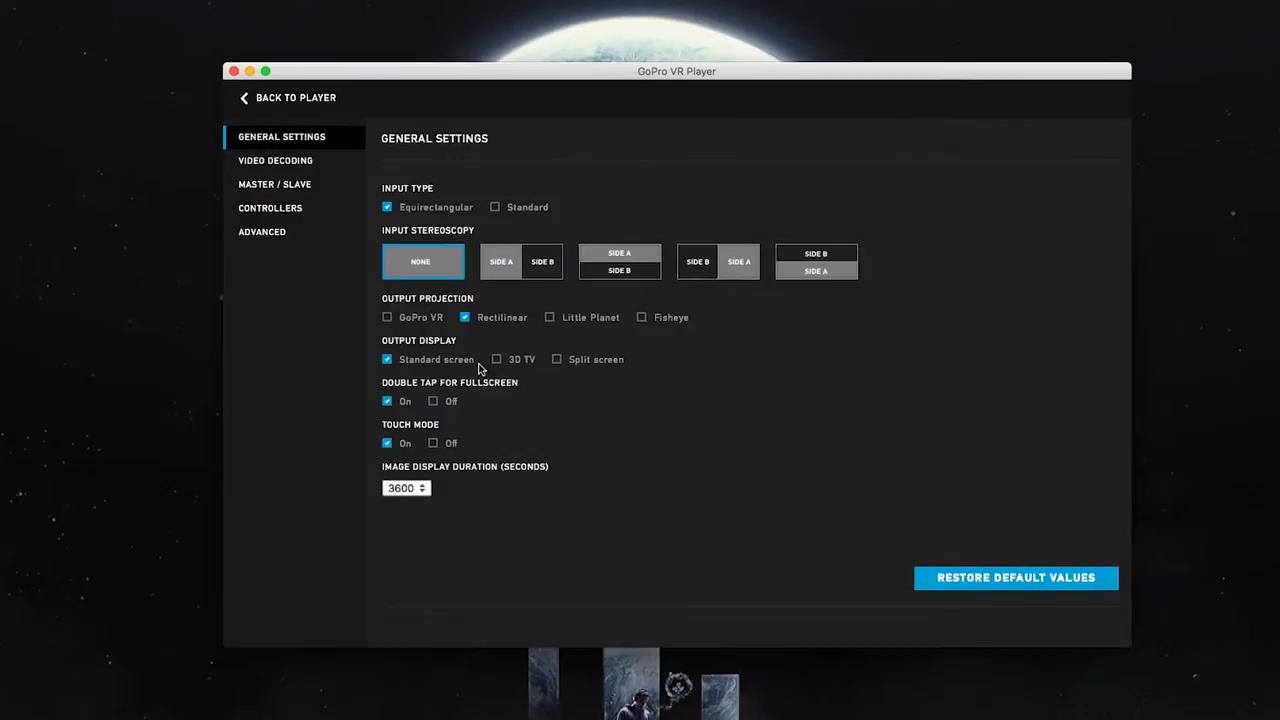 GoPro VR Player
BACK TO PLAYER
GENERAL SETTINGS
VIDEO DECODING
MASTER / SLAVE
CONTROLLERS
ADVANCED
GENERAL SETTINGS
INPUT TYPE
Equirectangular Standard
INPUT STEREOSCOPY
NONE
SIDE A SIDE B
SIDE A
SIDE B
SIDE B SIDE A
SIDE B
SIDE A
OUTPUT PROJECTION
GoPro VR Rectilinear Little Planet Fisheye
OUTPUT DISPLAY
Standard screen 3D TV Split screen
DOUBLE TAP FOR FULLSCREEN
On Off
TOUCH MODE
On Off
IMAGE DISPLAY DURATION (SECONDS)
3600
RESTORE DEFAULT VALUES